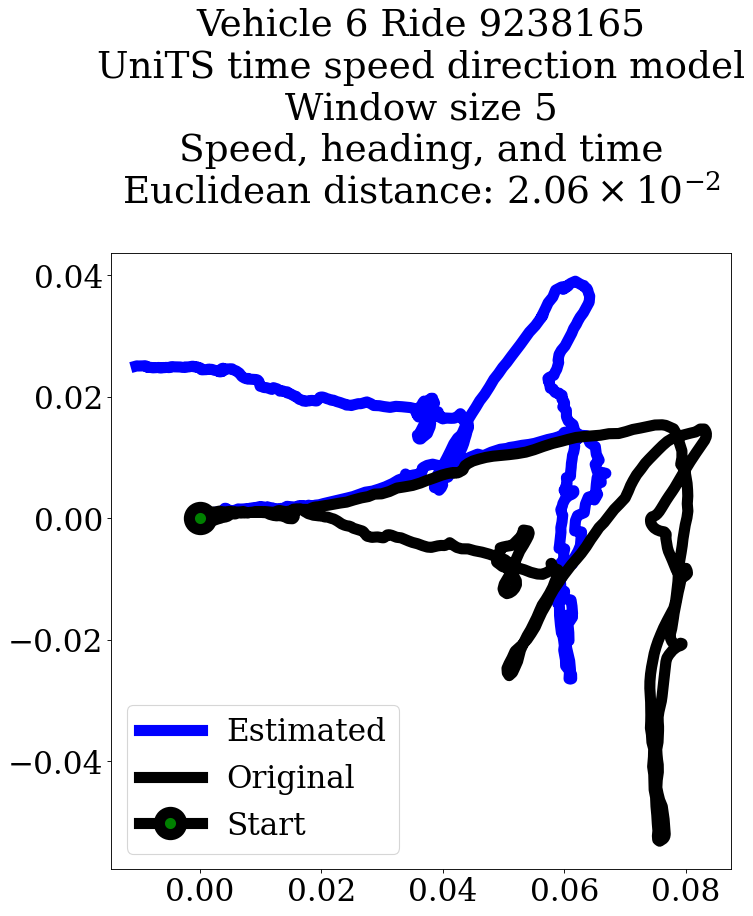 Vehicle 6 Ride 9238165
UniTS time speed direction model
Window size 5
Speed, heading, and time
Euclidean distance: 2.06 × 10⁻²
0.04
0.02
0.00
−0.02
−0.04
Estimated
Original
Start
0.00 0.02 0.04 0.06 0.08